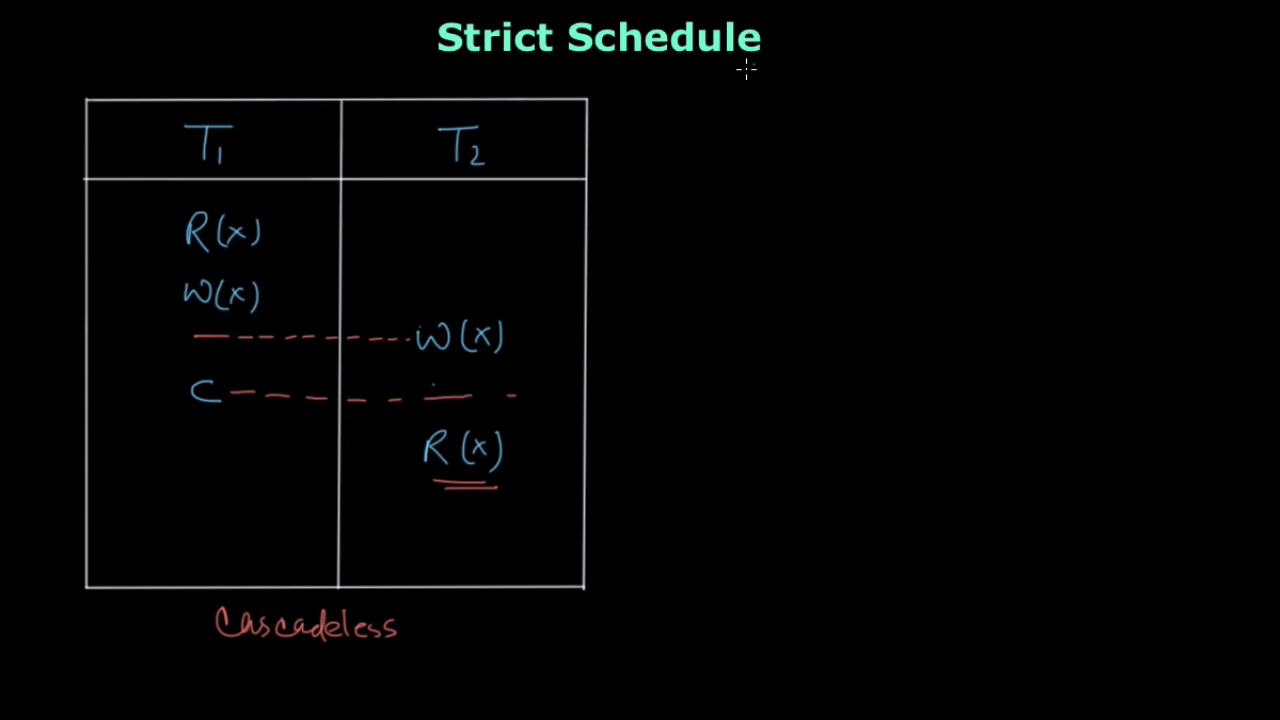 Strict Schedule
T1 T2
R(x)
W(x)
W(x)
C
R(x)
Cascadeless